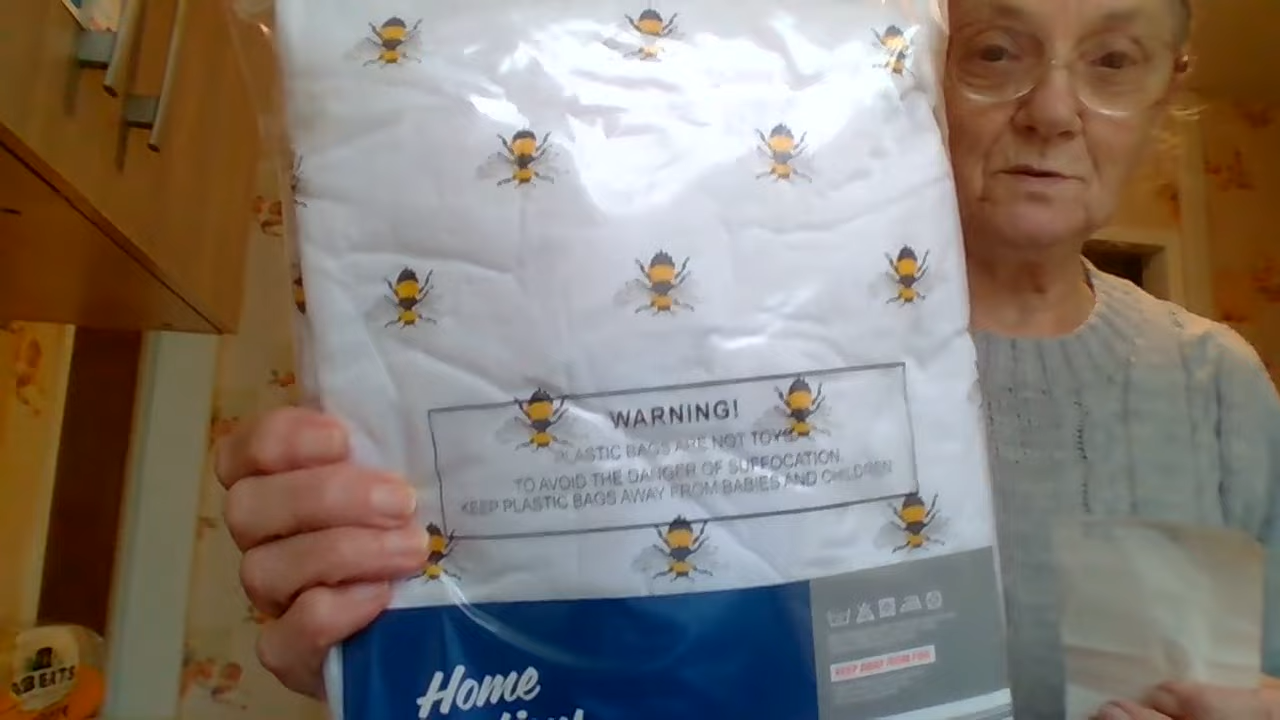 WARNING!
PLASTIC BAGS ARE NOT TOYS
TO AVOID THE DANGER OF SUFFOCATION
KEEP PLASTIC BAGS AWAY FROM BABIES AND CHILDREN
KEEP AWAY FROM FIRE
Home